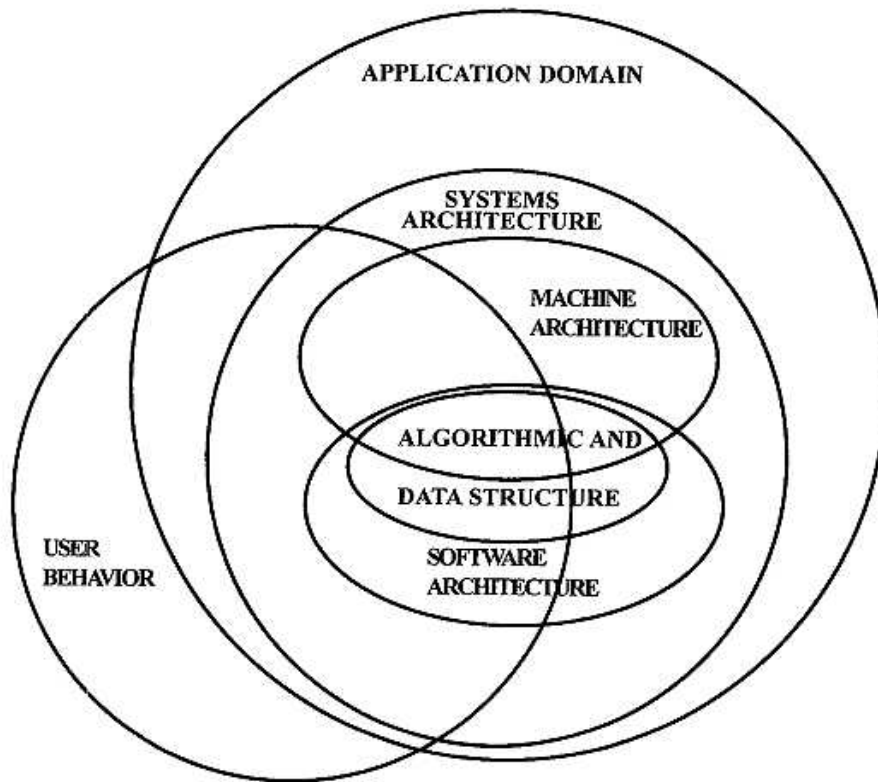 APPLICATION DOMAIN
SYSTEMS
ARCHITECTURE
MACHINE
ARCHITECTURE
ALGORITHMIC AND
DATA STRUCTURE
SOFTWARE
ARCHITECTURE
USER
BEHAVIOR